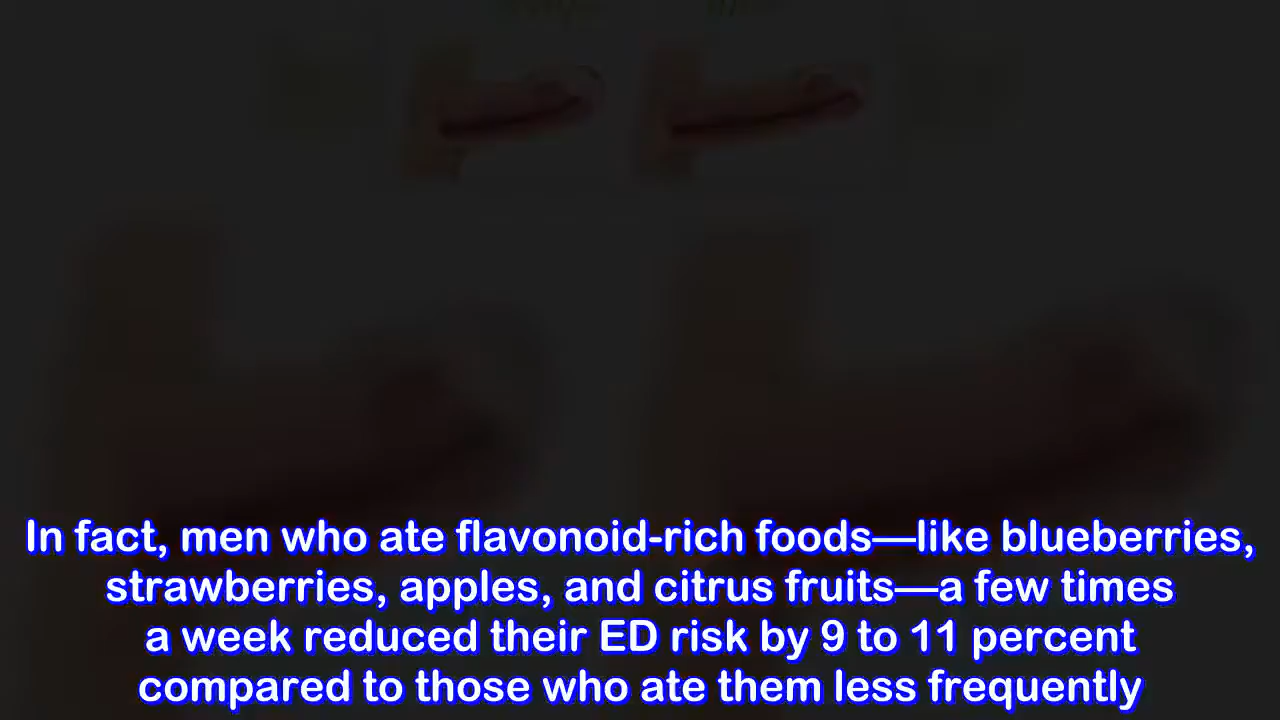 In fact, men who ate flavonoid-rich foods—like blueberries,
strawberries, apples, and citrus fruits—a few times
a week reduced their ED risk by 9 to 11 percent
compared to those who ate them less frequently